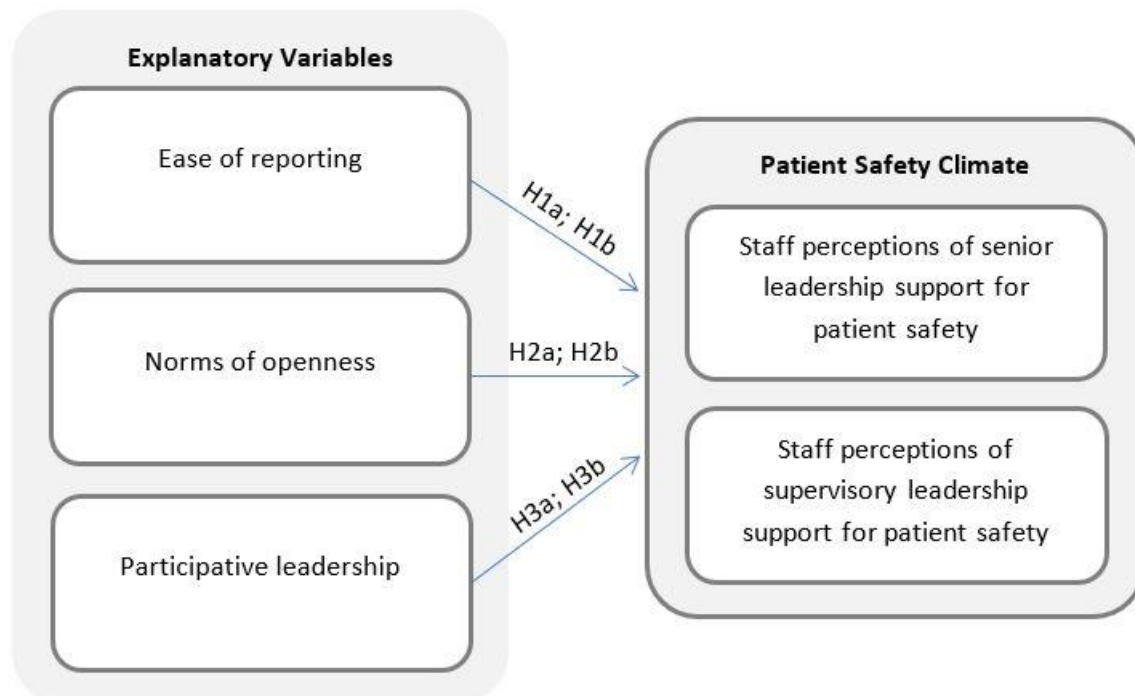 Explanatory Variables
Ease of reporting
Norms of openness
Participative leadership
H1a; H1b
H2a; H2b
H3a; H3b
Patient Safety Climate
Staff perceptions of senior
leadership support for
patient safety
Staff perceptions of
supervisory leadership
support for patient safety